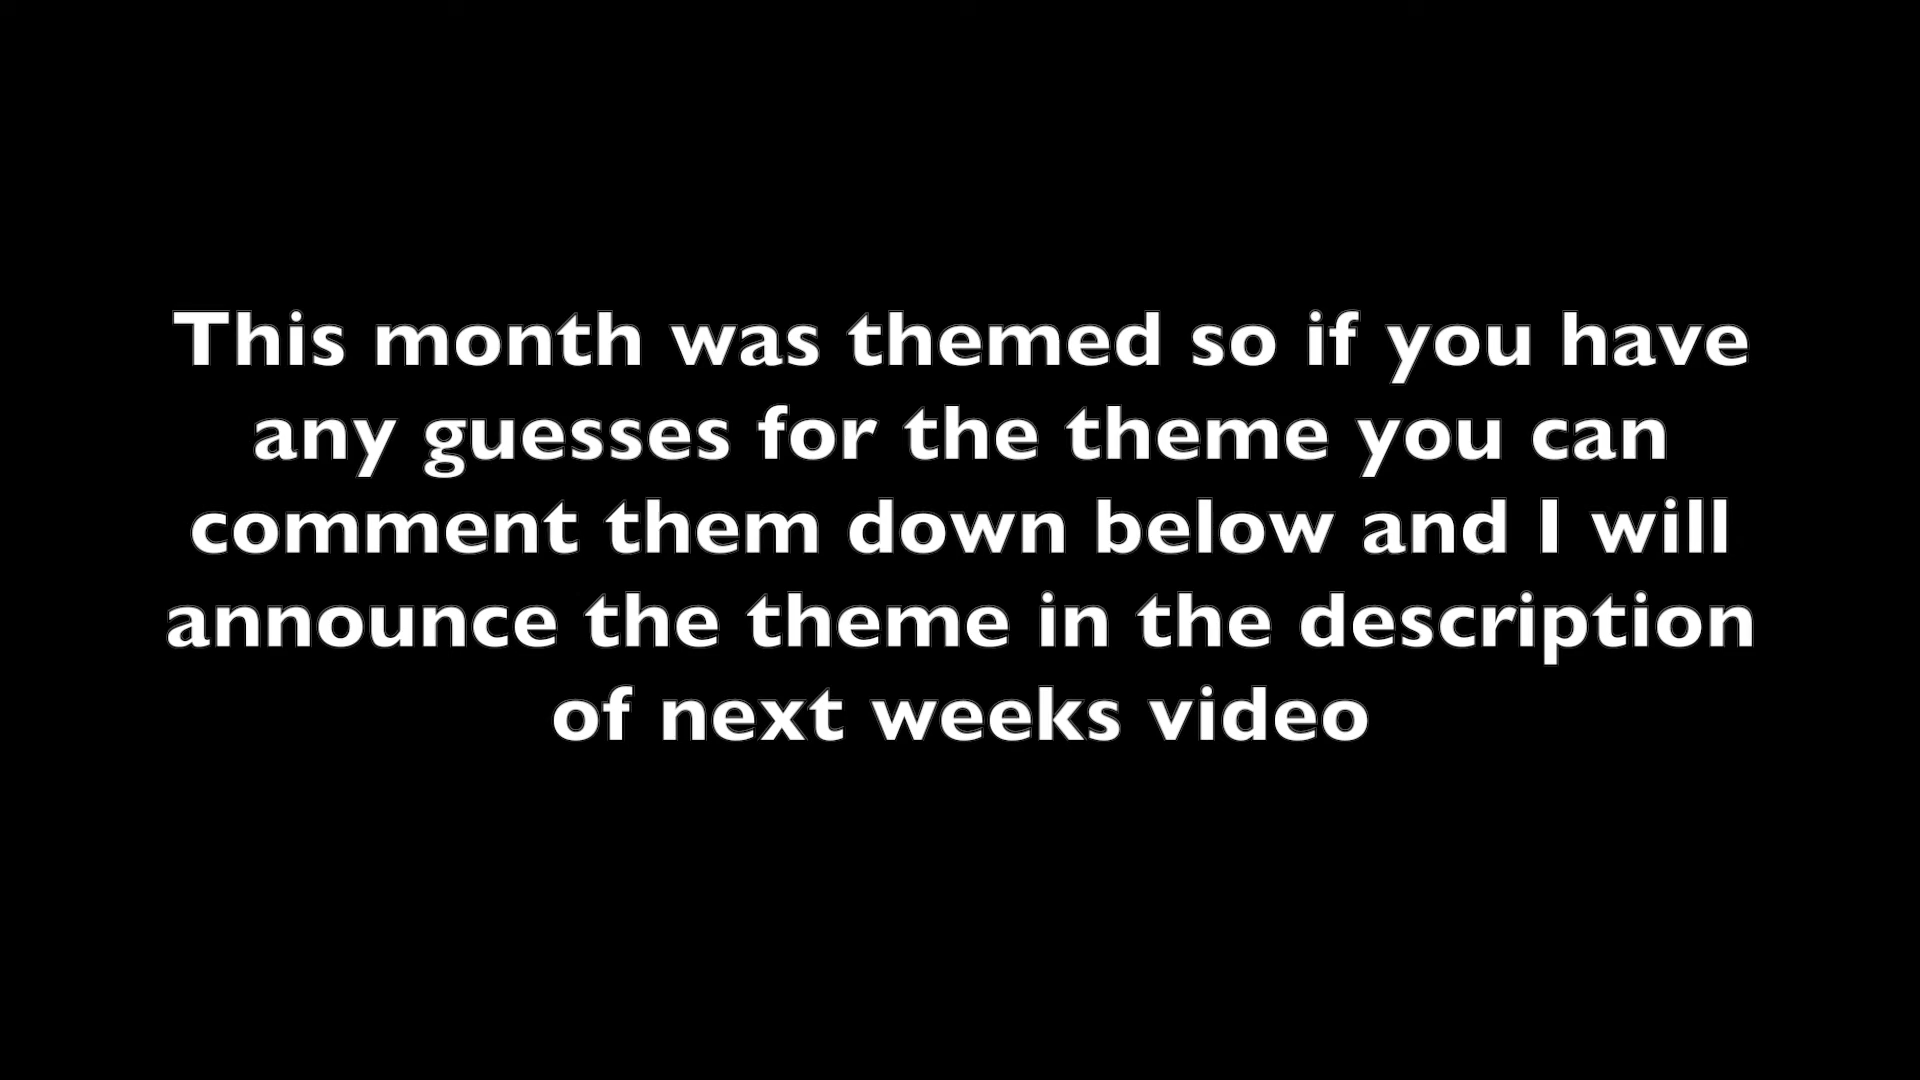 This month was themed so if you have
any guesses for the theme you can
comment them down below and I will
announce the theme in the description
of next weeks video